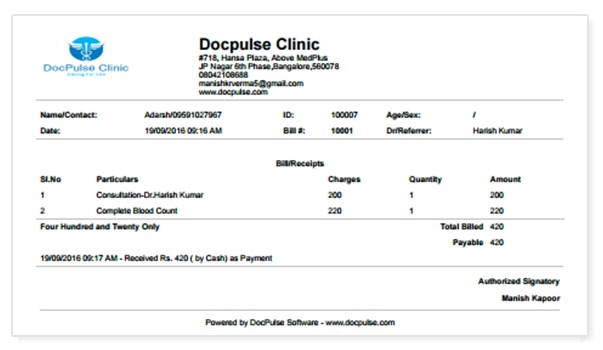 DocPulse Clinic
Caring For Life
Docpulse Clinic
#718, Hansa Plaza, Above MedPlus
JP Nagar 6th Phase,Bangalore,560078
08042108688
manishkrverma5@gmail.com
www.docpulse.com
Name/Contact: Adarsh/09591027967 ID: 100007 Age/Sex: /
Date: 19/09/2016 09:16 AM Bill #: 10001 Dr/Referrer: Harish Kumar
Bill/Receipts
Sl.No Particulars Charges Quantity Amount
1 Consultation-Dr.Harish Kumar 200 1 200
2 Complete Blood Count 220 1 220
Four Hundred and Twenty Only Total Billed 420
Payable 420
19/09/2016 09:17 AM - Received Rs. 420 ( by Cash) as Payment
Authorized Signatory
Manish Kapoor
Powered by DocPulse Software - www.docpulse.com